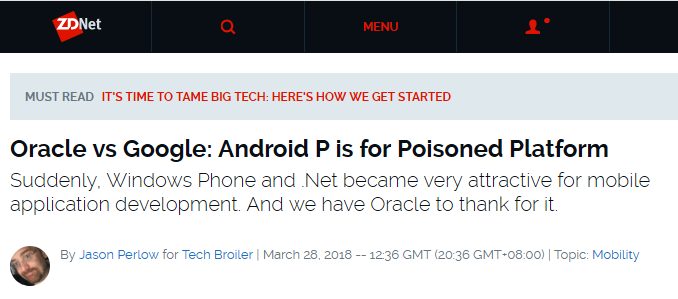 ZDNet
MENU
MUST READ IT'S TIME TO TAME BIG TECH: HERE'S HOW WE GET STARTED
Oracle vs Google: Android P is for Poisoned Platform
Suddenly, Windows Phone and .Net became very attractive for mobile
application development. And we have Oracle to thank for it.
By Jason Perlow for Tech Broiler | March 28, 2018 -- 12:36 GMT (20:36 GMT+08:00) | Topic: Mobility